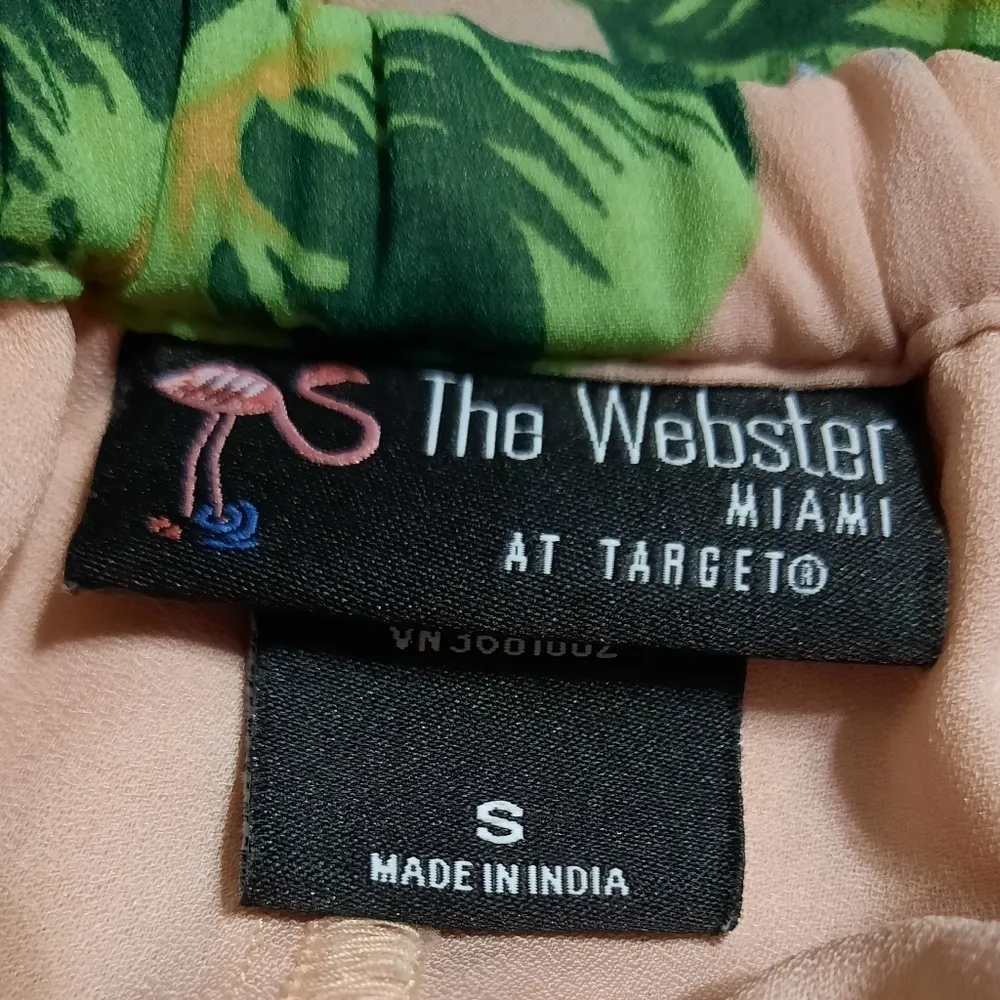 The Webster
MIAMI
AT TARGET®
S
MADE IN INDIA